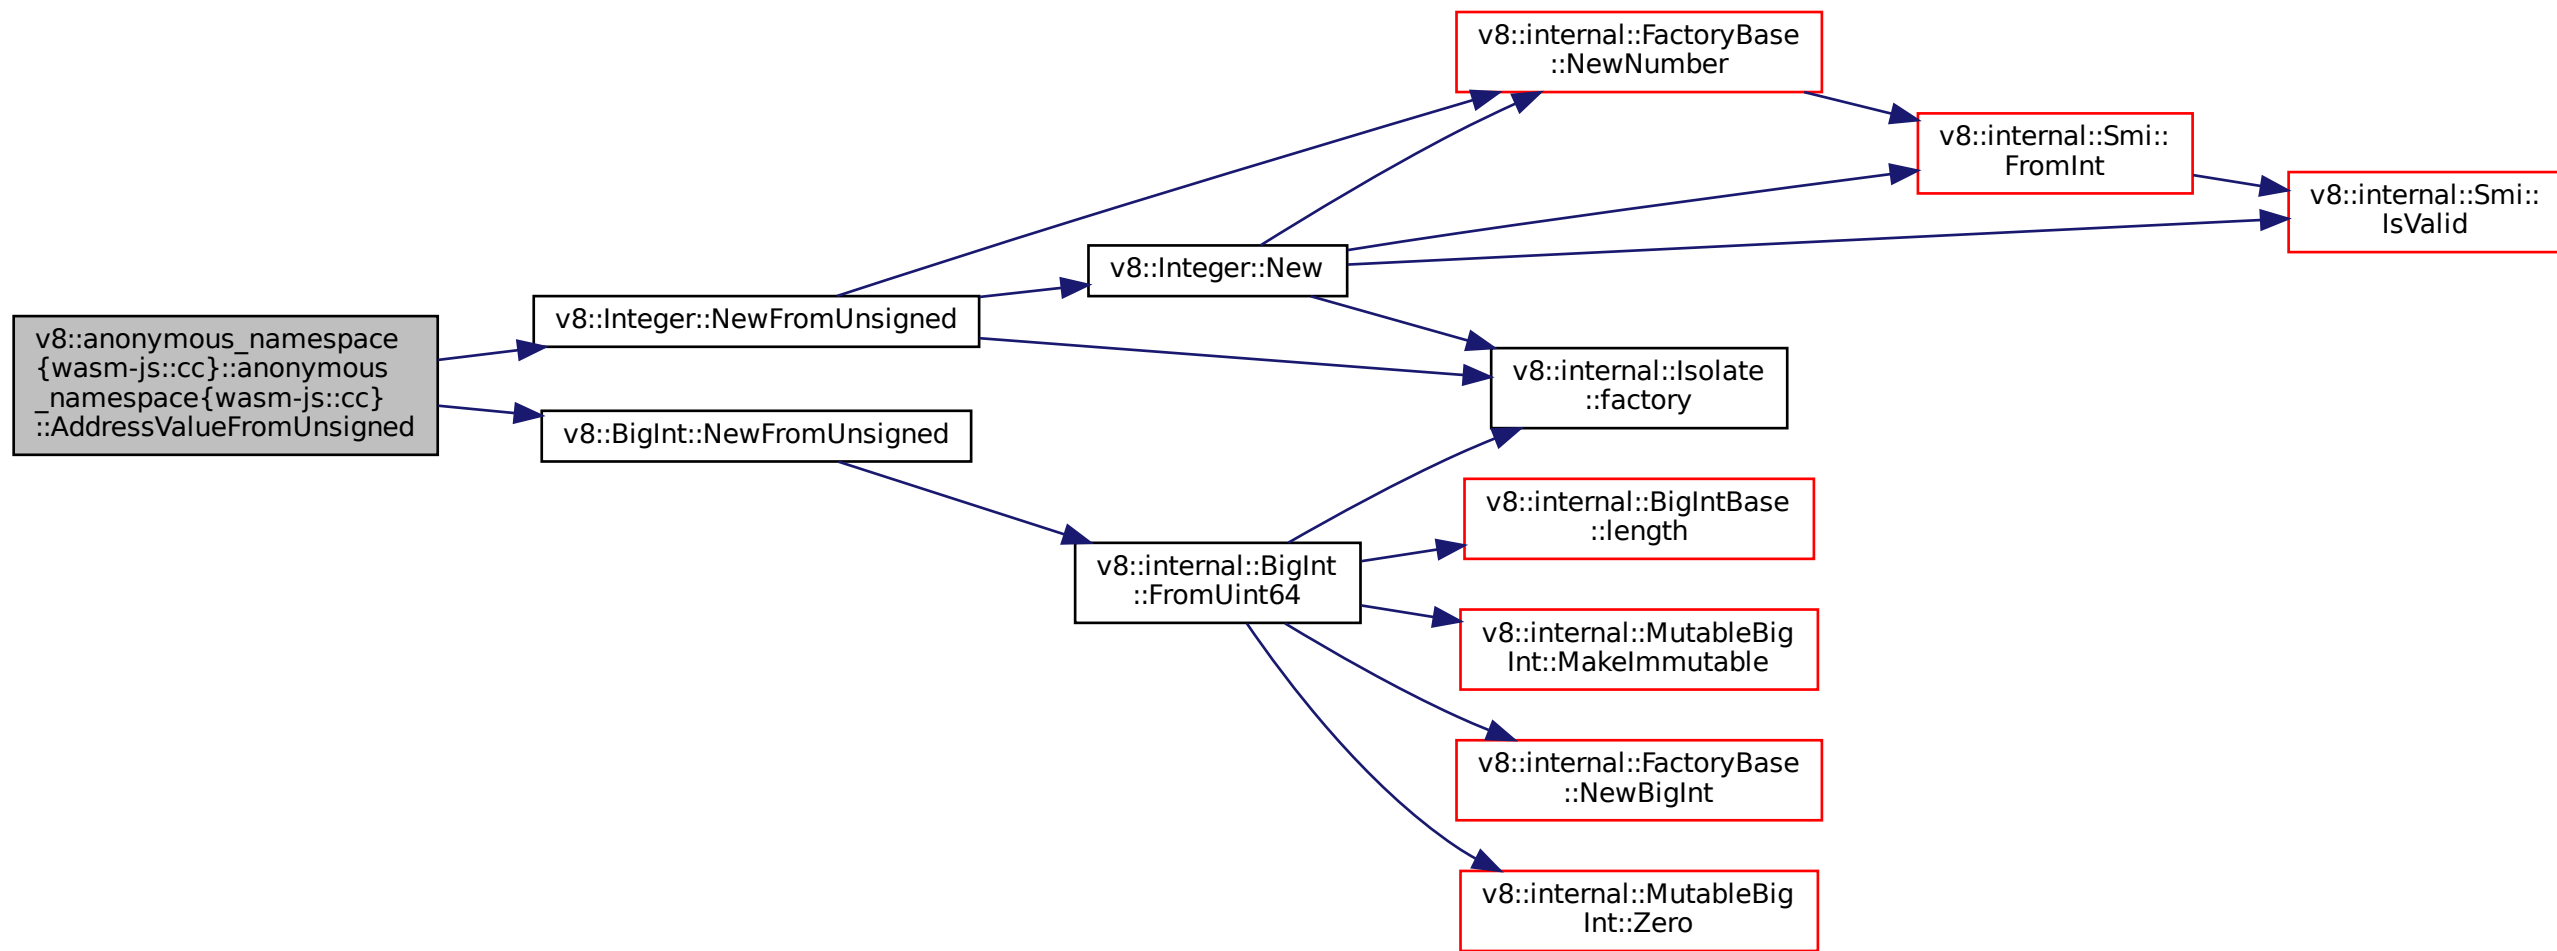 v8::anonymous_namespace
{wasm-js::cc}::anonymous
_namespace{wasm-js::cc}
::AddressValueFromUnsigned
v8::Integer::NewFromUnsigned
v8::BigInt::NewFromUnsigned
v8::Integer::New
v8::internal::BigInt
::FromUint64
v8::internal::FactoryBase
::NewNumber
v8::internal::Isolate
::factory
v8::internal::BigIntBase
::length
v8::internal::MutableBig
Int::MakeImmutable
v8::internal::FactoryBase
::NewBigInt
v8::internal::MutableBig
Int::Zero
v8::internal::Smi::
FromInt
v8::internal::Smi::
IsValid